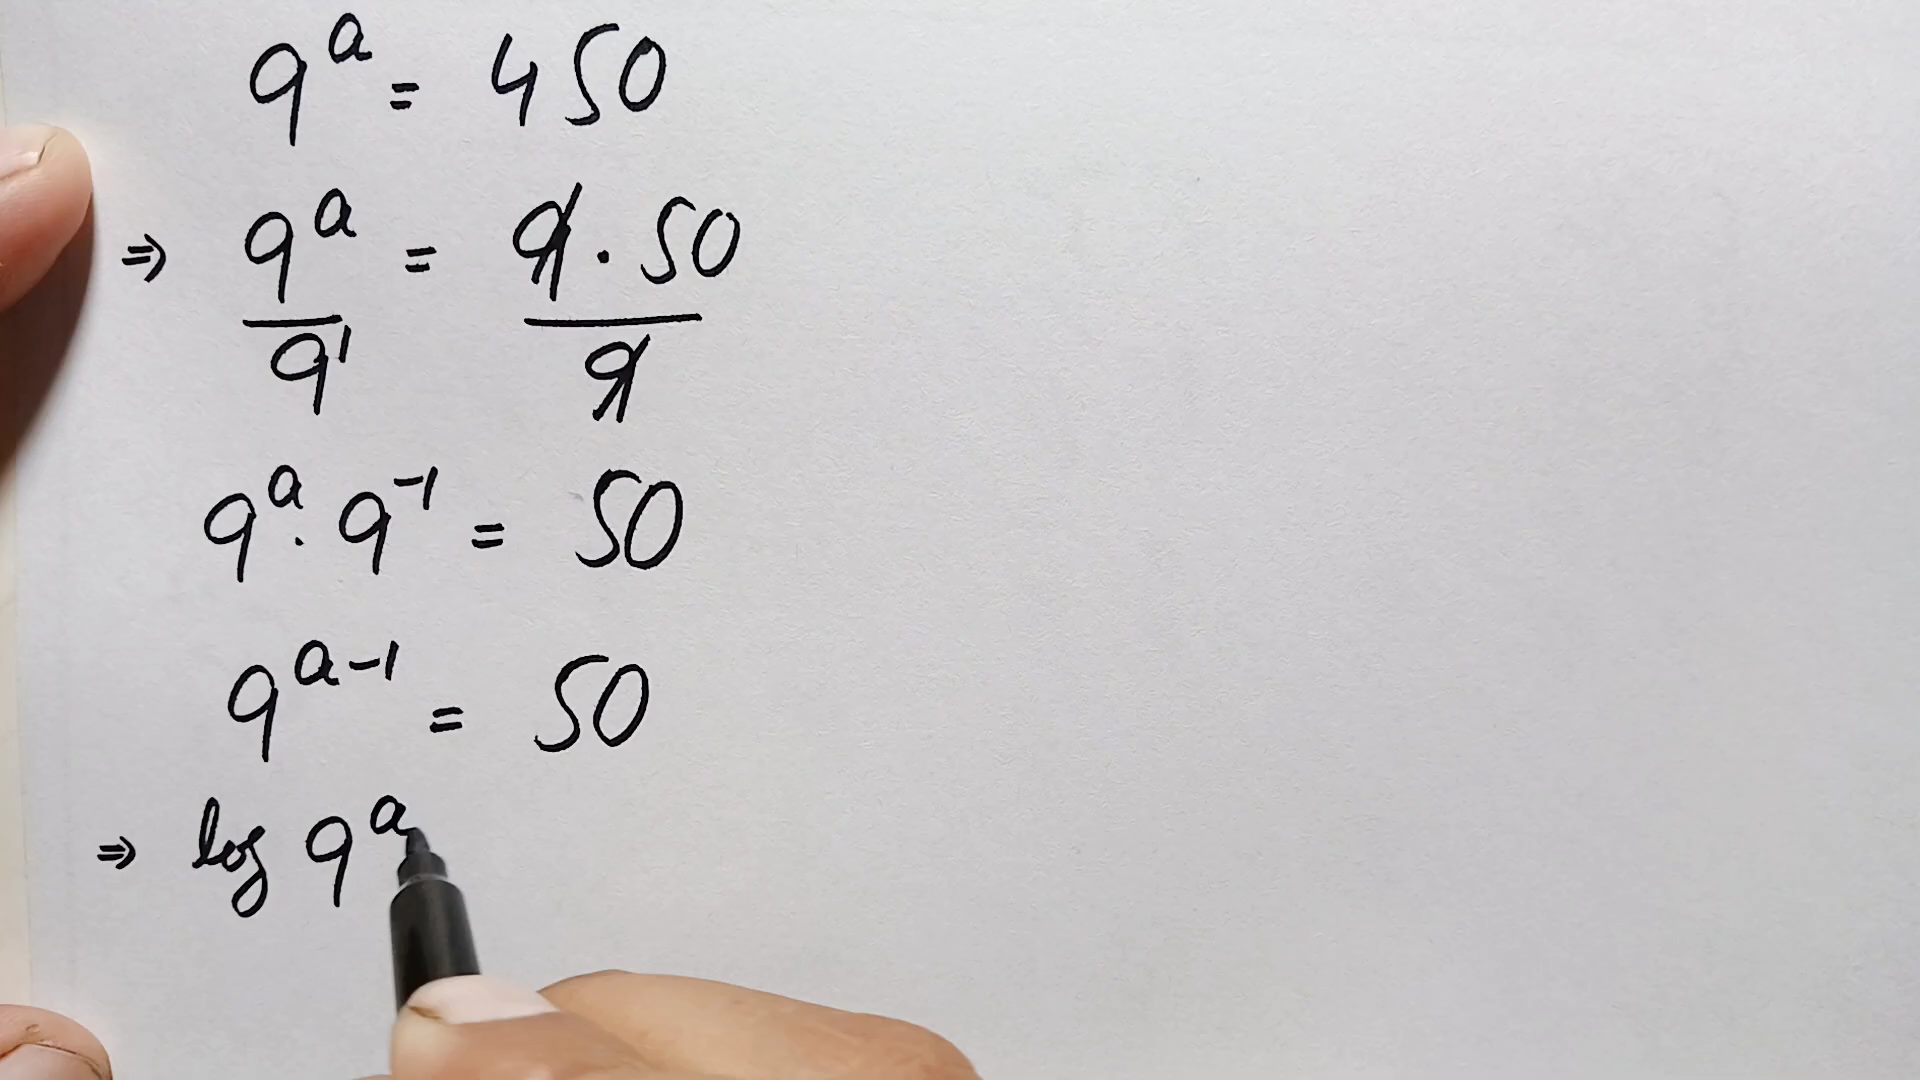 9^a = 450
⇒ 9^a/9^1 = 9·50/9
9^a · 9^-1 = 50
9^a-1 = 50
⇒ log 9^a